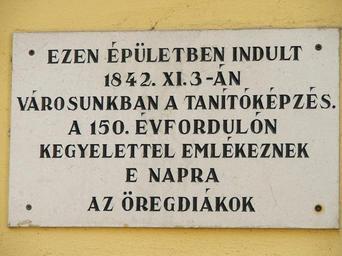 EZEN ÉPÜLETBEN INDULT
1842. XI. 3-ÁN
VÁROSUNKBAN A TANÍTÓKÉPZÉS.
A 150. ÉVFORDULÓN
KEGYELETTEL EMLÉKEZNEK
E NAPRA
AZ ÖREGDIÁKOK